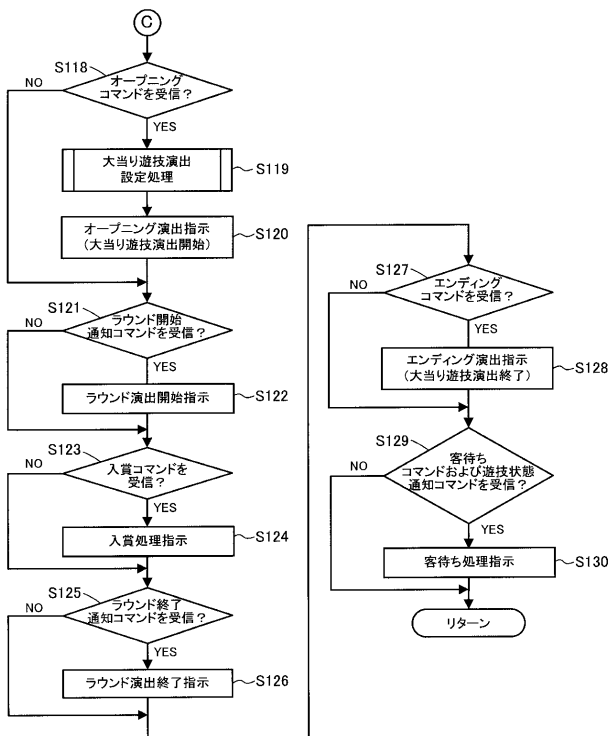 C
S118
オープニング
コマンドを受信？
NO
YES
大当り遊技演出
設定処理
S119
オープニング演出指示
(大当り遊技演出開始)
S120
S121
ラウンド開始
通知コマンドを受信？
NO
YES
ラウンド演出開始指示
S122
S123
入賞コマンドを
受信？
NO
YES
入賞処理指示
S124
S125
ラウンド終了
通知コマンドを受信？
NO
YES
ラウンド演出終了指示
S126
S127
エンディング
コマンドを受信？
NO
YES
エンディング演出指示
(大当り遊技演出終了)
S128
S129
客待ち
コマンドおよび遊技状態
通知コマンドを受信？
NO
YES
客待ち処理指示
S130
リターン